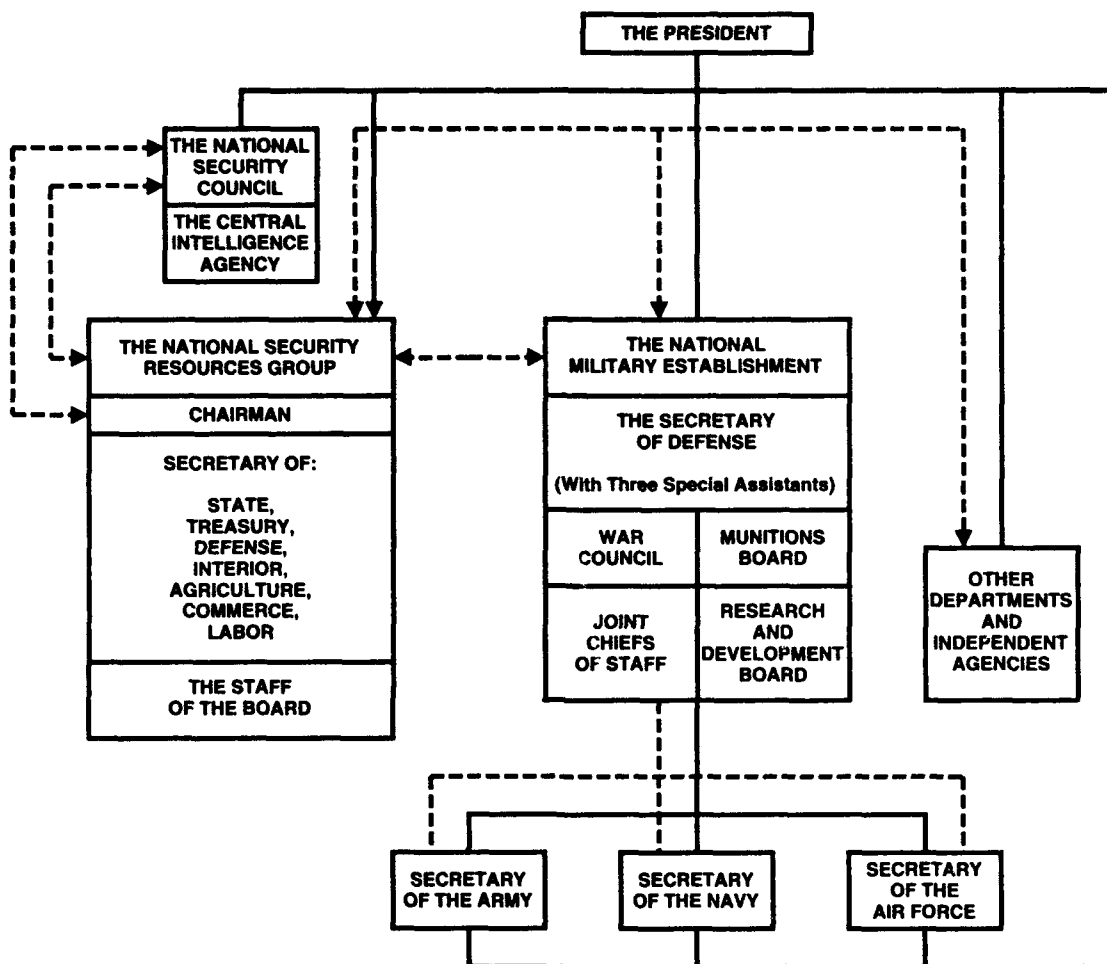 THE PRESIDENT
THE NATIONAL
SECURITY
COUNCIL
THE CENTRAL
INTELLIGENCE
AGENCY
THE NATIONAL SECURITY
RESOURCES GROUP
CHAIRMAN
SECRETARY OF:
STATE,
TREASURY,
DEFENSE,
INTERIOR,
AGRICULTURE,
COMMERCE,
LABOR
THE STAFF
OF THE BOARD
THE NATIONAL
MILITARY ESTABLISHMENT
THE SECRETARY
OF DEFENSE
(With Three Special Assistants)
WAR
COUNCIL
MUNITIONS
BOARD
JOINT
CHIEFS
OF STAFF
RESEARCH
AND
DEVELOPMENT
BOARD
OTHER
DEPARTMENTS
AND
INDEPENDENT
AGENCIES
SECRETARY
OF THE ARMY
SECRETARY
OF THE NAVY
SECRETARY
OF THE
AIR FORCE